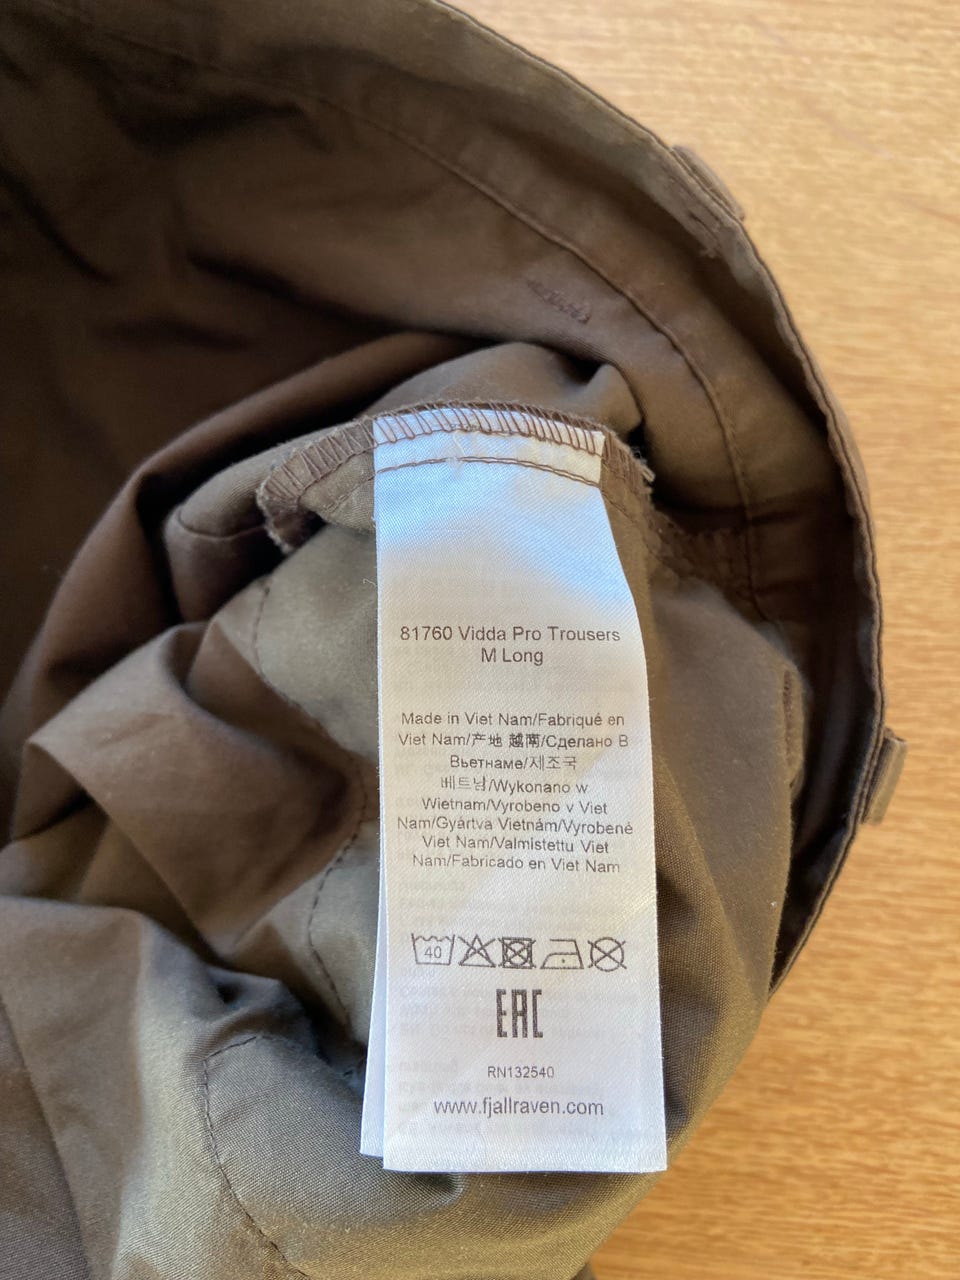 81760 Vidda Pro Trousers
M Long
Made in Viet Nam/Fabriqué en
Viet Nam/产地 越南/Сделано В
Вьетнаме/제조국
베트남/Wykonano w
Wietnam/Vyrobeno v Viet
Nam/Gyártva Vietnám/Vyrobené
Viet Nam/Valmistettu Viet
Nam/Fabricado en Viet Nam
40
EAC
RN132540
www.fjallraven.com